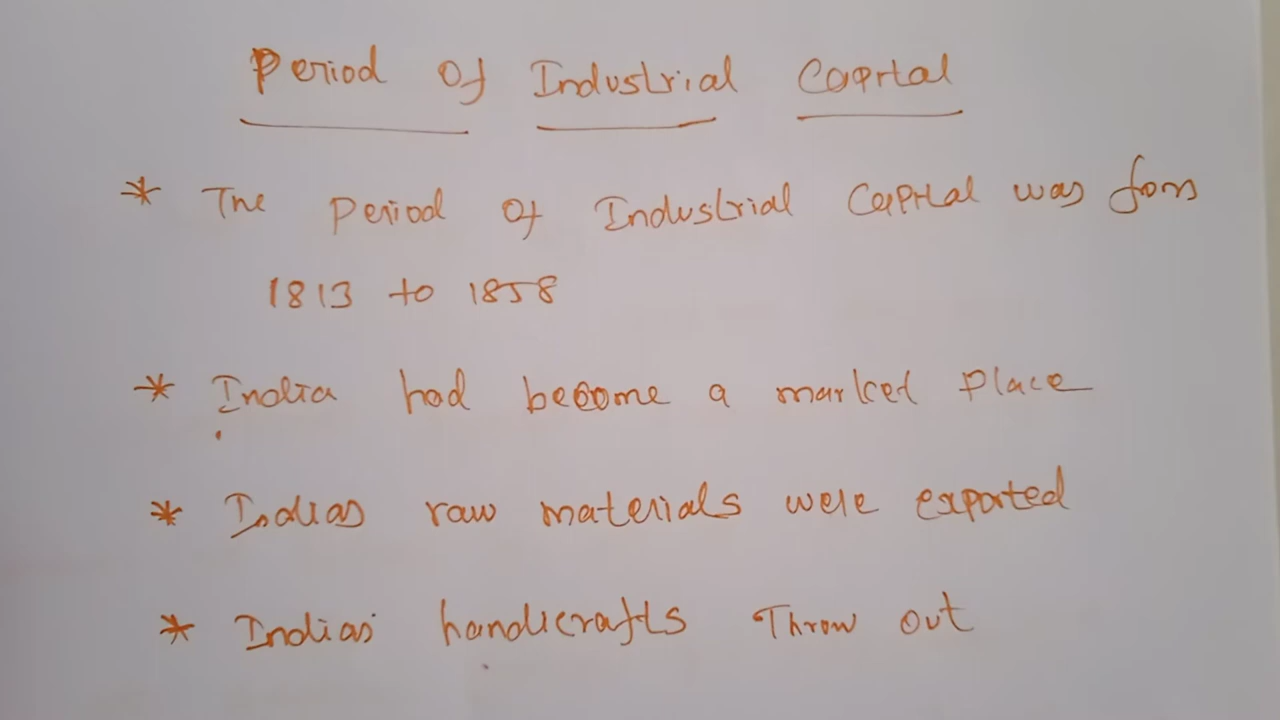 Period Of Industrial Capital
* The Period Of Industrial Capital was from
1813 to 1858
* India had become a market Place
* Indias raw materials were exported
* Indias handicrafts Throw out